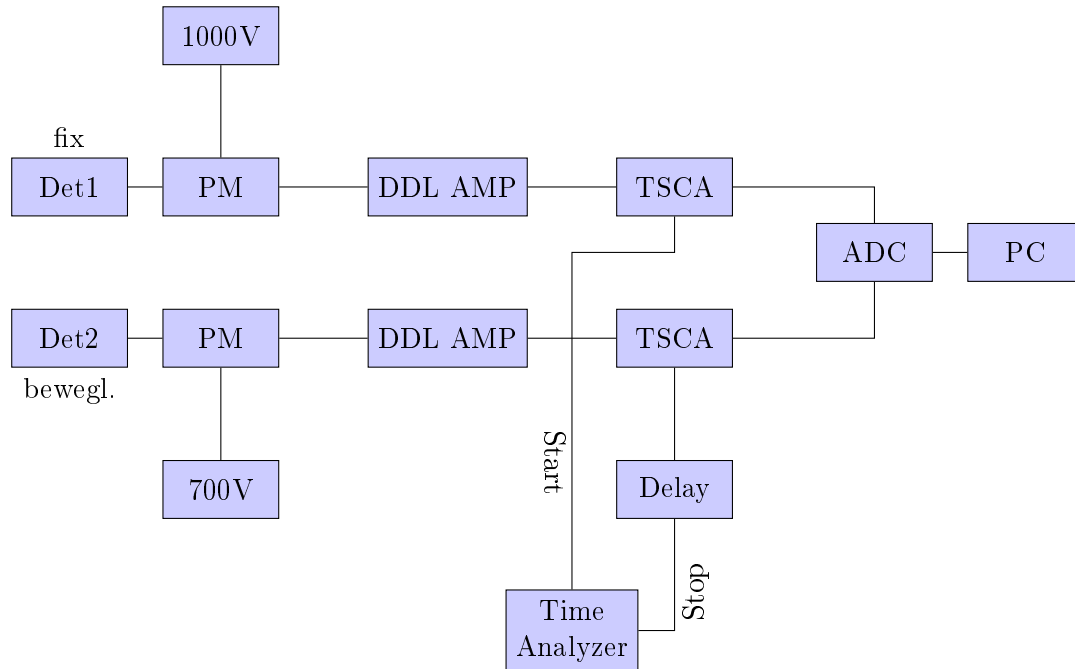 1000V
fix
Det1
PM
DDL AMP
TSCA
ADC
PC
Det2
PM
DDL AMP
TSCA
bewegl.
Start
700V
Delay
Stop
Time
Analyzer